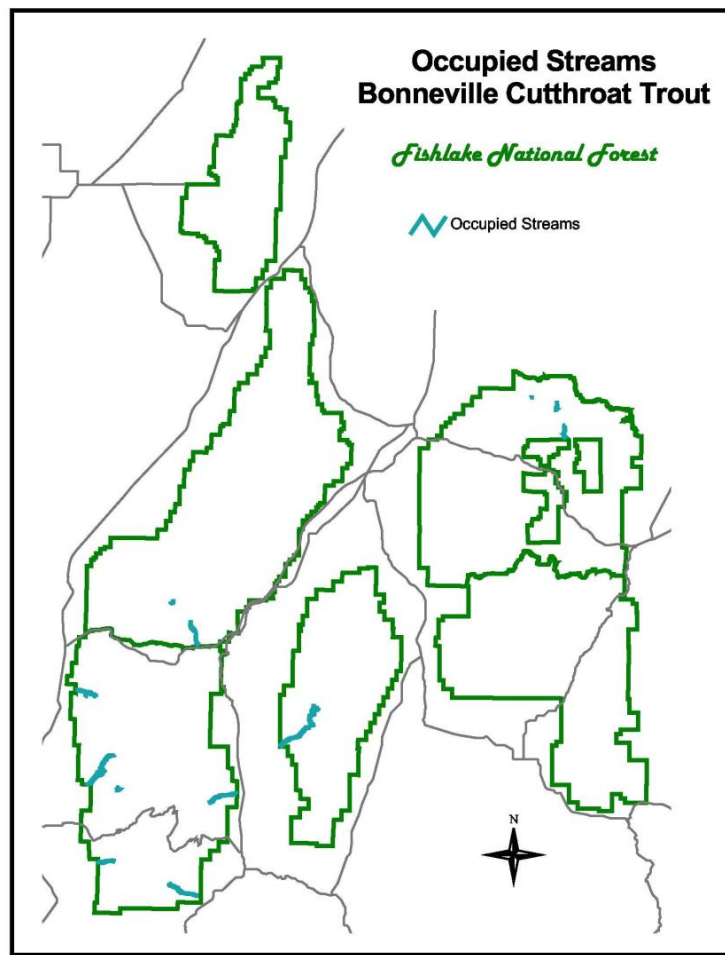 Occupied Streams
Bonneville Cutthroat Trout
Fishlake National Forest
Occupied Streams
N